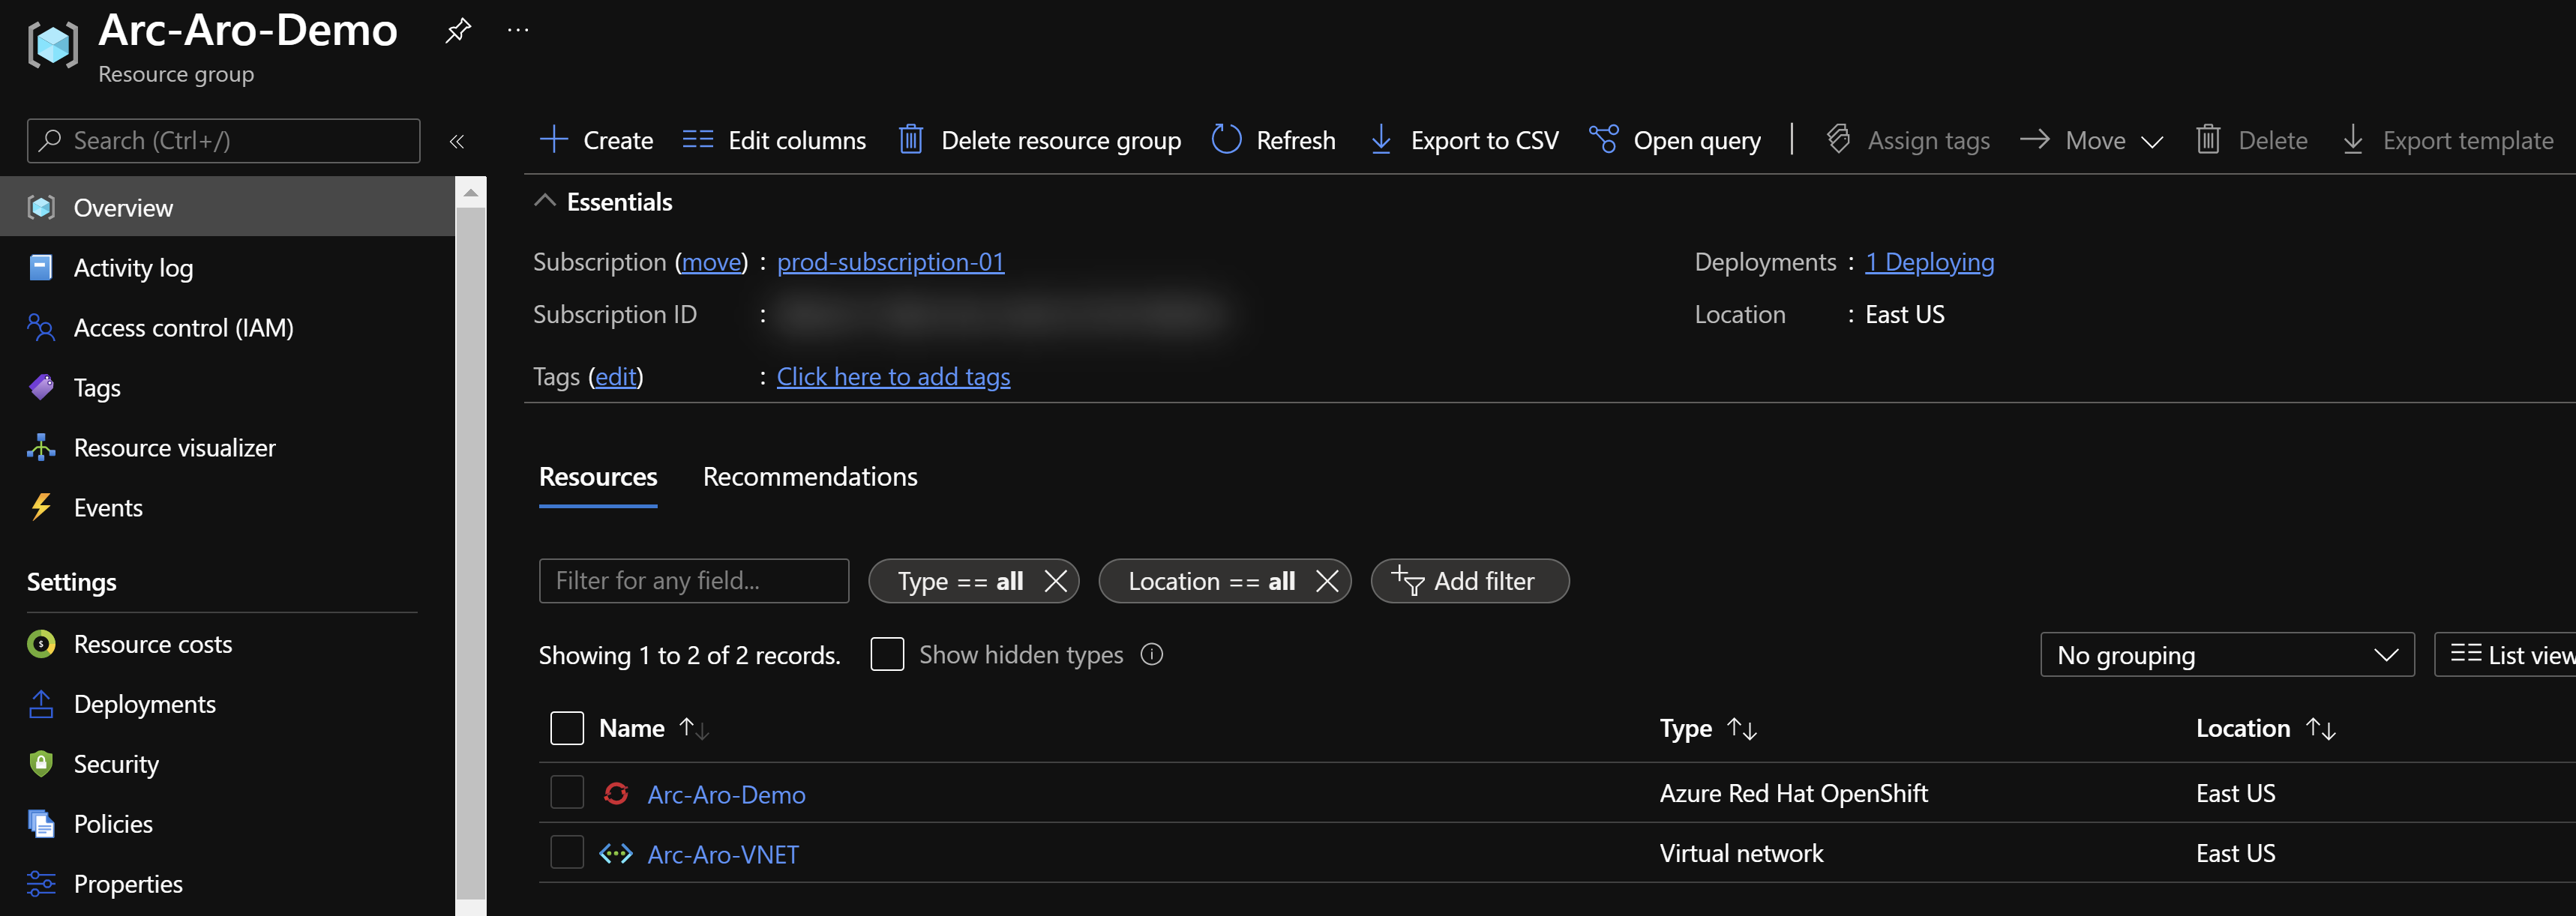 Arc-Aro-Demo
Resource group
Search (Ctrl+/)
Create Edit columns Delete resource group Refresh Export to CSV Open query Assign tags Move Delete Export template
Overview
Activity log
Access control (IAM)
Tags
Resource visualizer
Events
Settings
Resource costs
Deployments
Security
Policies
Properties
Essentials
Subscription (move) : prod-subscription-01
Subscription ID :
Tags (edit) : Click here to add tags
Deployments : 1 Deploying
Location : East US
Resources Recommendations
Filter for any field... Type == all Location == all Add filter
Showing 1 to 2 of 2 records. Show hidden types No grouping List view
Name Type Location
Arc-Aro-Demo Azure Red Hat OpenShift East US
Arc-Aro-VNET Virtual network East US